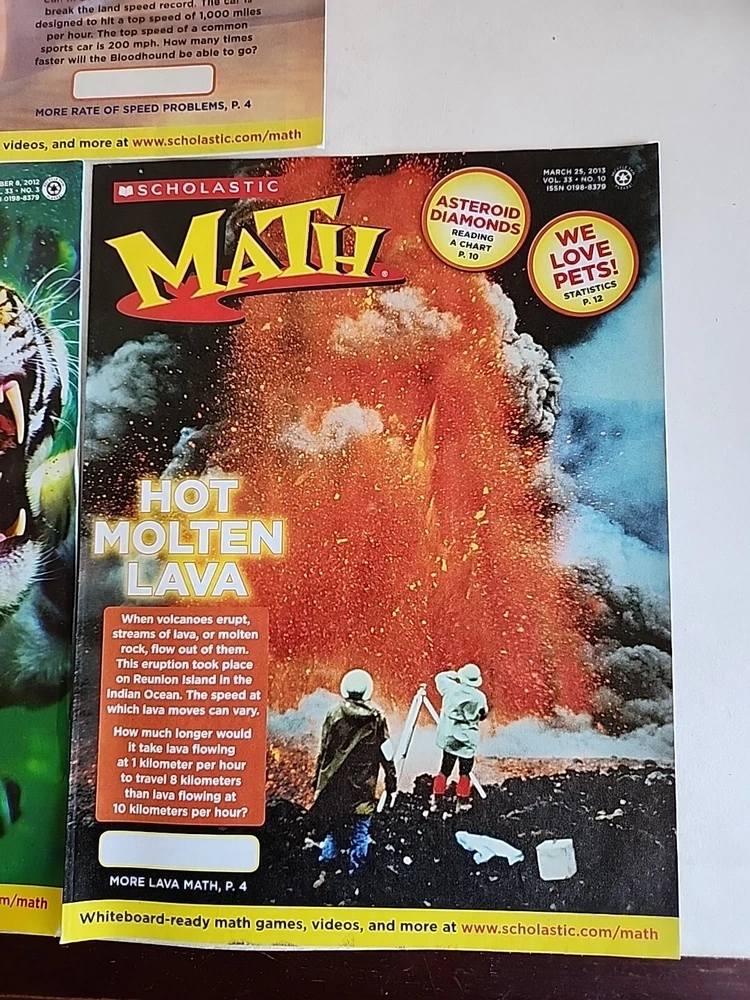 break the land speed record. The car is
designed to hit a top speed of 1,000 miles
per hour. The top speed of a common
sports car is 200 mph. How many times
faster will the Bloodhound be able to go?
MORE RATE OF SPEED PROBLEMS, P. 4
videos, and more at www.scholastic.com/math
BER 8, 2012
33 • NO. 3
0198-8379
m/math
SCHOLASTIC
MATH®
ASTEROID
DIAMONDS
READING
A CHART
P. 10
MARCH 25, 2013
VOL. 33 • NO. 10
ISSN 0198-8379
WE
LOVE
PETS!
STATISTICS
P. 12
HOT
MOLTEN
LAVA
When volcanoes erupt,
streams of lava, or molten
rock, flow out of them.
This eruption took place
on Reunion Island in the
Indian Ocean. The speed at
which lava moves can vary.
How much longer would
it take lava flowing
at 1 kilometer per hour
to travel 8 kilometers
than lava flowing at
10 kilometers per hour?
MORE LAVA MATH, P. 4
Whiteboard-ready math games, videos, and more at www.scholastic.com/math